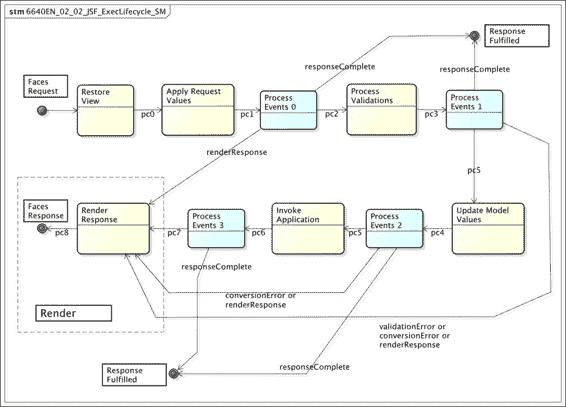 stm 6640EN_02_02_JSF_ExectLifecycle_SM
Response
Fulfilled
responseComplete
responseComplete
Faces
Request
Restore
View
pc0
Apply Request
Values
pc1
Process
Events 0
pc2
Process
Validations
pc3
Process
Events 1
renderResponse
pc5
Faces
Response
pc8
Render
Response
pc7
Process
Events 3
pc6
Invoke
Application
pc5
Process
Events 2
pc4
Update Model
Values
responseComplete
conversionError or
renderResponse
Render
validationError or
conversionError or
renderResponse
Response
Fulfilled
responseComplete